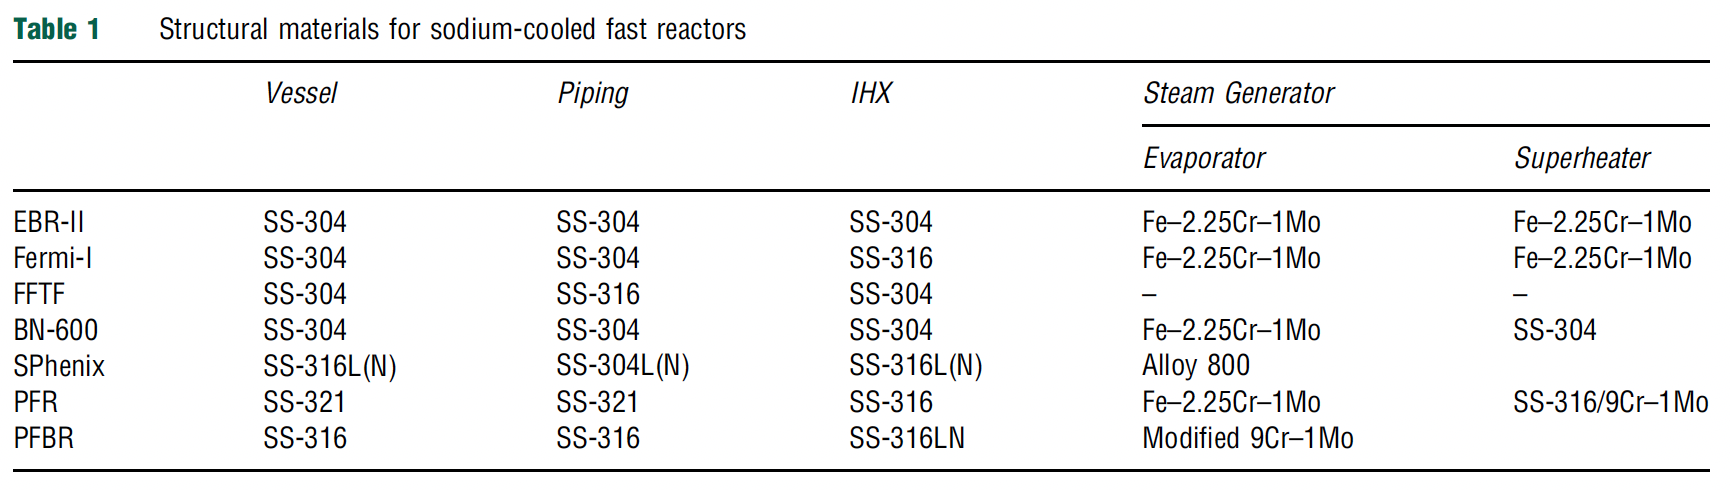 Table 1 Structural materials for sodium-cooled fast reactors
Vessel Piping IHX Steam Generator
Evaporator Superheater
EBR-II SS-304 SS-304 SS-304 Fe–2.25Cr–1Mo Fe–2.25Cr–1Mo
Fermi-I SS-304 SS-304 SS-316 Fe–2.25Cr–1Mo Fe–2.25Cr–1Mo
FFTF SS-304 SS-316 SS-304 – –
BN-600 SS-304 SS-304 SS-304 Fe–2.25Cr–1Mo SS-304
SPhenix SS-316L(N) SS-304L(N) SS-316L(N) Alloy 800
PFR SS-321 SS-321 SS-316 Fe–2.25Cr–1Mo SS-316/9Cr–1Mo
PFBR SS-316 SS-316 SS-316LN Modified 9Cr–1Mo